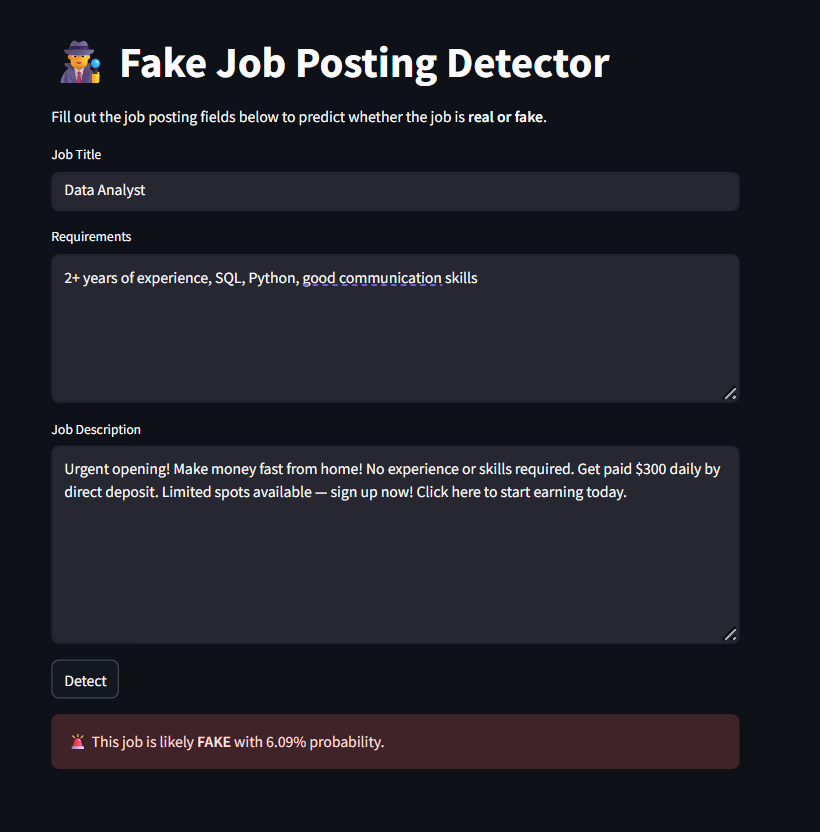 Fake Job Posting Detector
Fill out the job posting fields below to predict whether the job is real or fake.
Job Title
Data Analyst
Requirements
2+ years of experience, SQL, Python, good communication skills
Job Description
Urgent opening! Make money fast from home! No experience or skills required. Get paid $300 daily by
direct deposit. Limited spots available — sign up now! Click here to start earning today.
Detect
This job is likely FAKE with 6.09% probability.